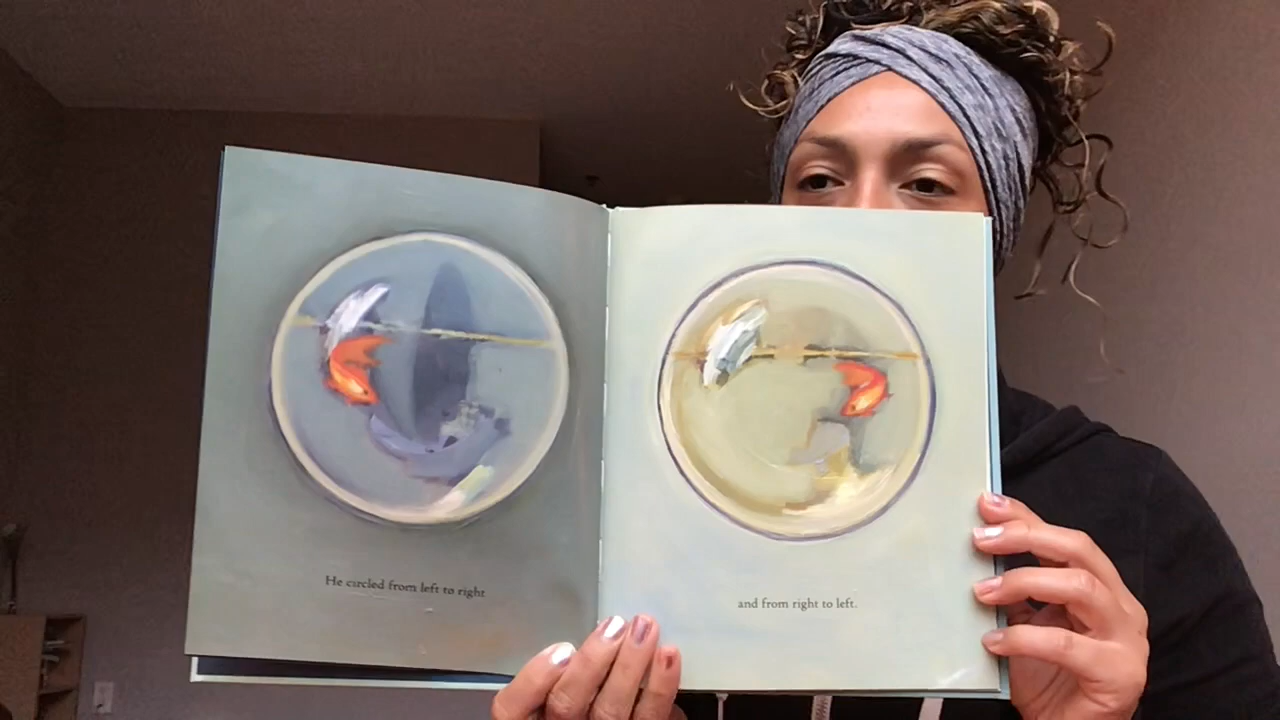 He circled from left to right
and from right to left.